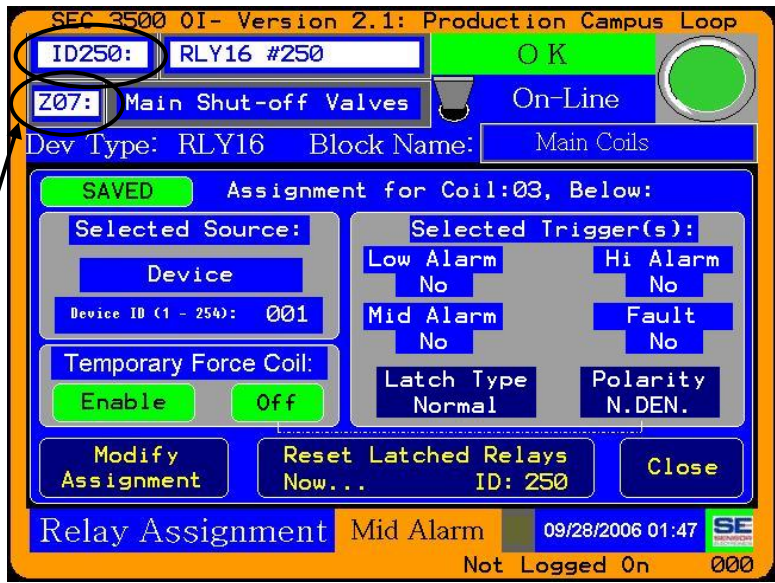 SEC 3500 OI- Version 2.1: Production Campus Loop
ID250: RLY16 #250 OK
Z07: Main Shut-off Valves On-Line
Dev Type: RLY16 Block Name: Main Coils
SAVED Assignment for Coil:03, Below:
Selected Source:
Device
Device ID (1 - 254): 001
Temporary Force Coil:
Enable Off
Selected Trigger(s):
Low Alarm Hi Alarm
No No
Mid Alarm Fault
No No
Latch Type Polarity
Normal N.DEN.
Modify
Assignment
Reset Latched Relays
Now... ID: 250
Close
Relay Assignment Mid Alarm 09/28/2006 01:47 SE
SENSOR
Not Logged On 000